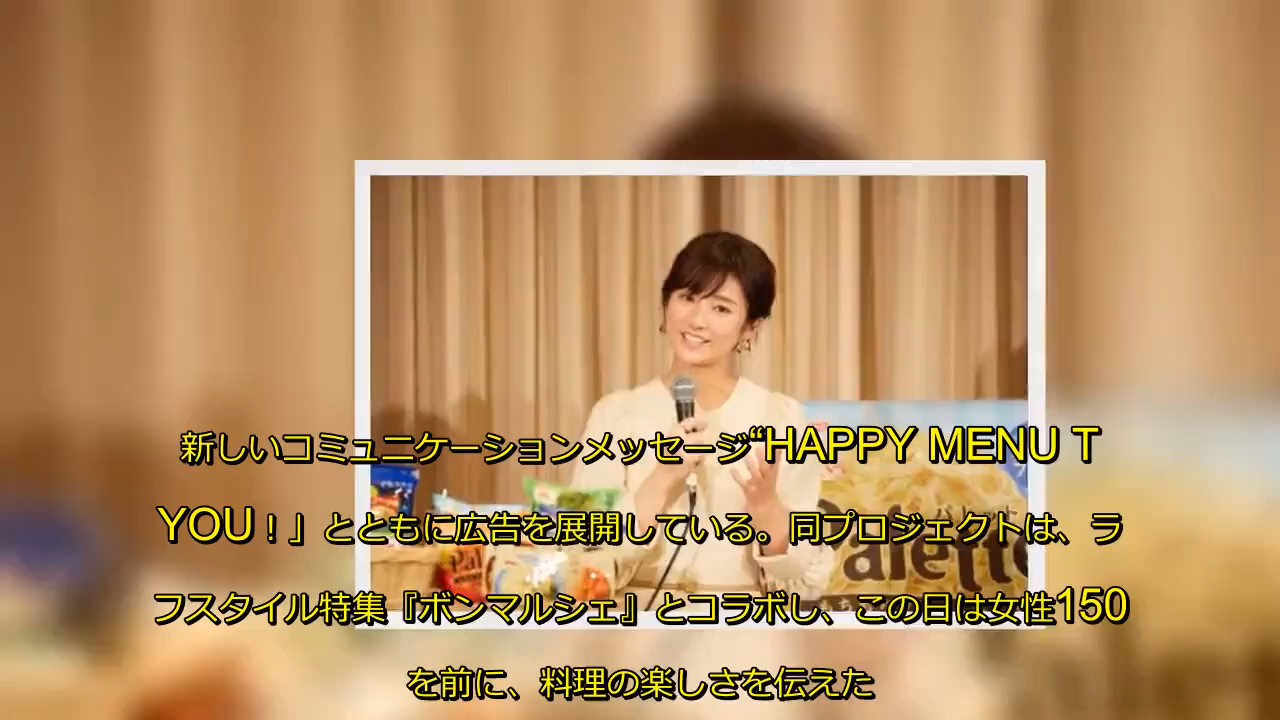 新しいコミュニケーションメッセージ“HAPPY MENU T
YOU！」とともに広告を展開している。同プロジェクトは、ラ
フスタイル特集『ボンマルシェ』とコラボし、この日は女性150
を前に、料理の楽しさを伝えた
Palette